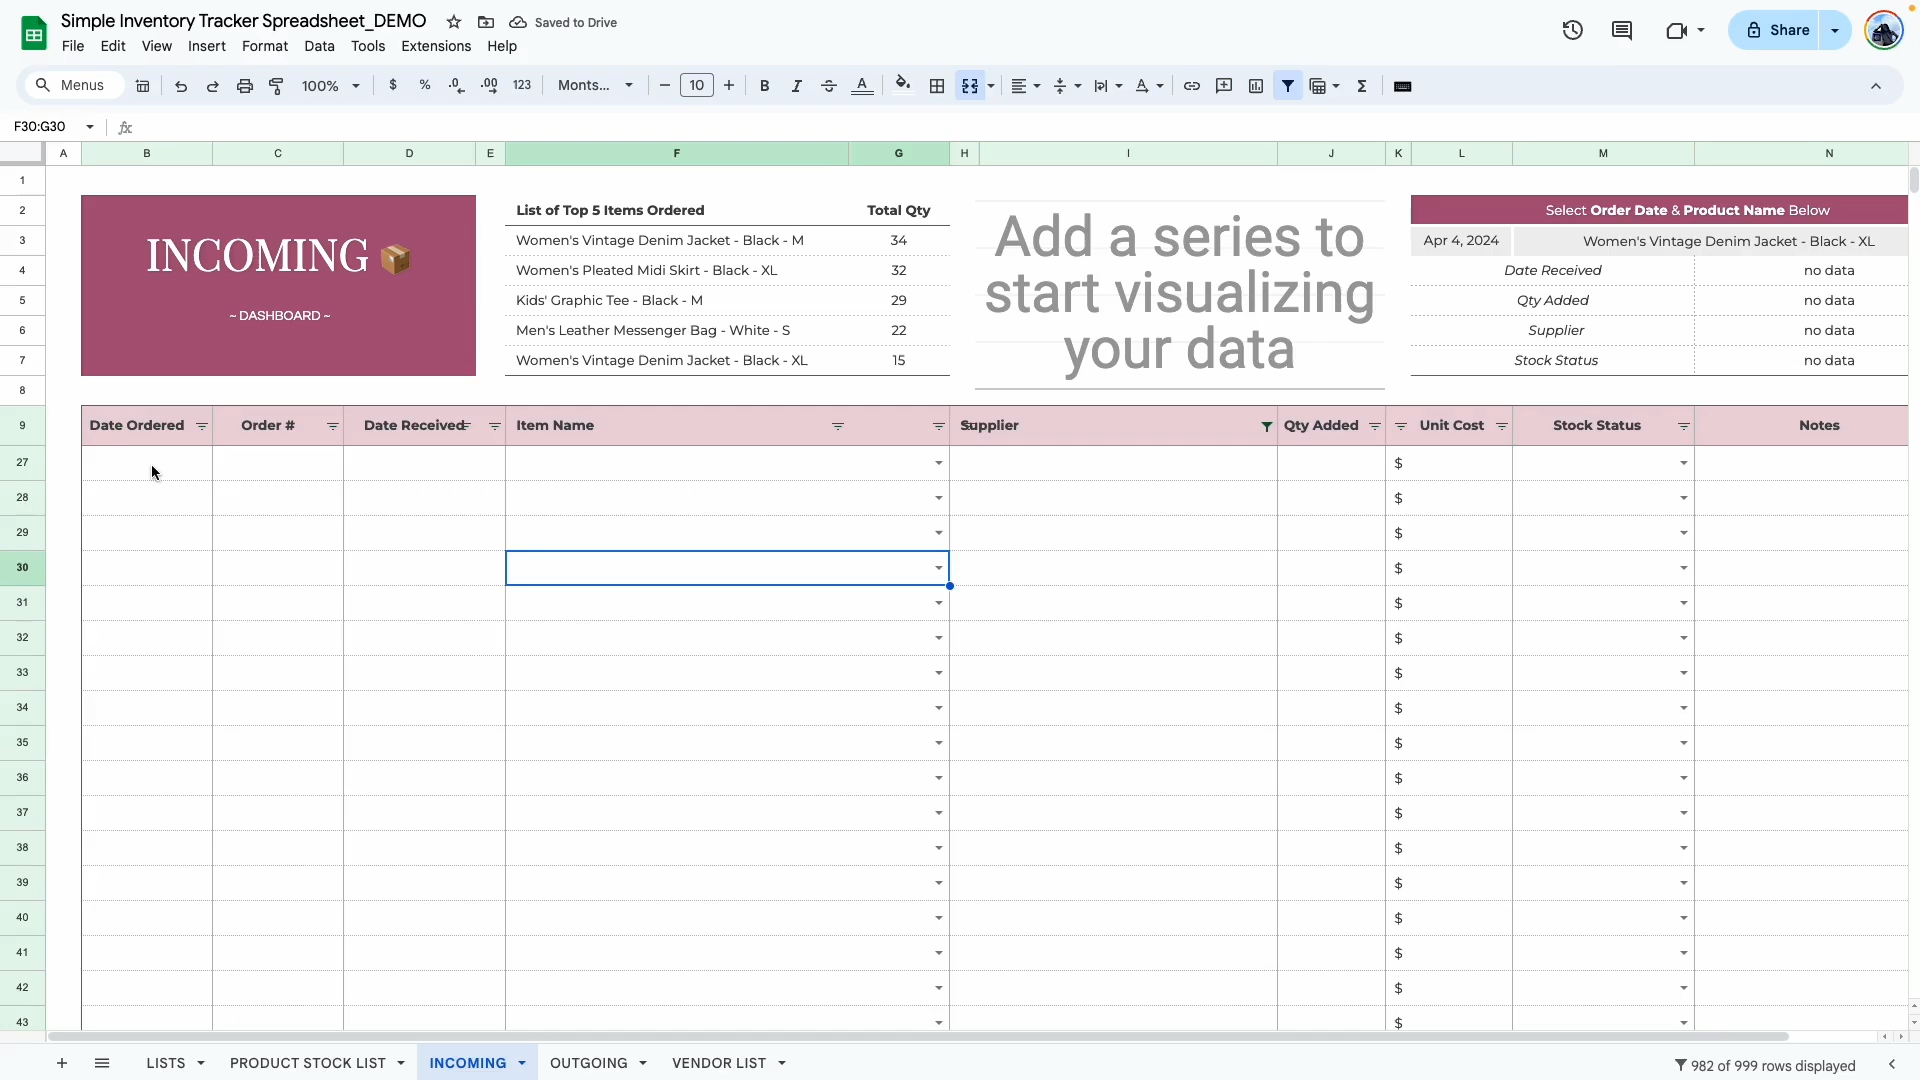 Simple Inventory Tracker Spreadsheet_DEMO
Saved to Drive
Share
File Edit View Insert Format Data Tools Extensions Help
Menus 100% $ % .0 .00 123 Monts... 10 B I S A
F30:G30 fx
A B C D E F G H I J K L M N
1
2 List of Top 5 Items Ordered Total Qty Select Order Date & Product Name Below
3 Women's Vintage Denim Jacket - Black - M 34 Apr 4, 2024 Women's Vintage Denim Jacket - Black - XL
INCOMING 📦
4 Women's Pleated Midi Skirt - Black - XL 32 Date Received no data
5 Kids' Graphic Tee - Black - M 29 Qty Added no data
~ DASHBOARD ~
6 Men's Leather Messenger Bag - White - S 22 Supplier no data
7 Women's Vintage Denim Jacket - Black - XL 15 Stock Status no data
8
Add a series to
start visualizing
your data
9 Date Ordered Order # Date Received Item Name Supplier Qty Added Unit Cost Stock Status Notes
27 $
28 $
29 $
30 $
31 $
32 $
33 $
34 $
35 $
36 $
37 $
38 $
39 $
40 $
41 $
42 $
43 $
LISTS PRODUCT STOCK LIST INCOMING OUTGOING VENDOR LIST 982 of 999 rows displayed